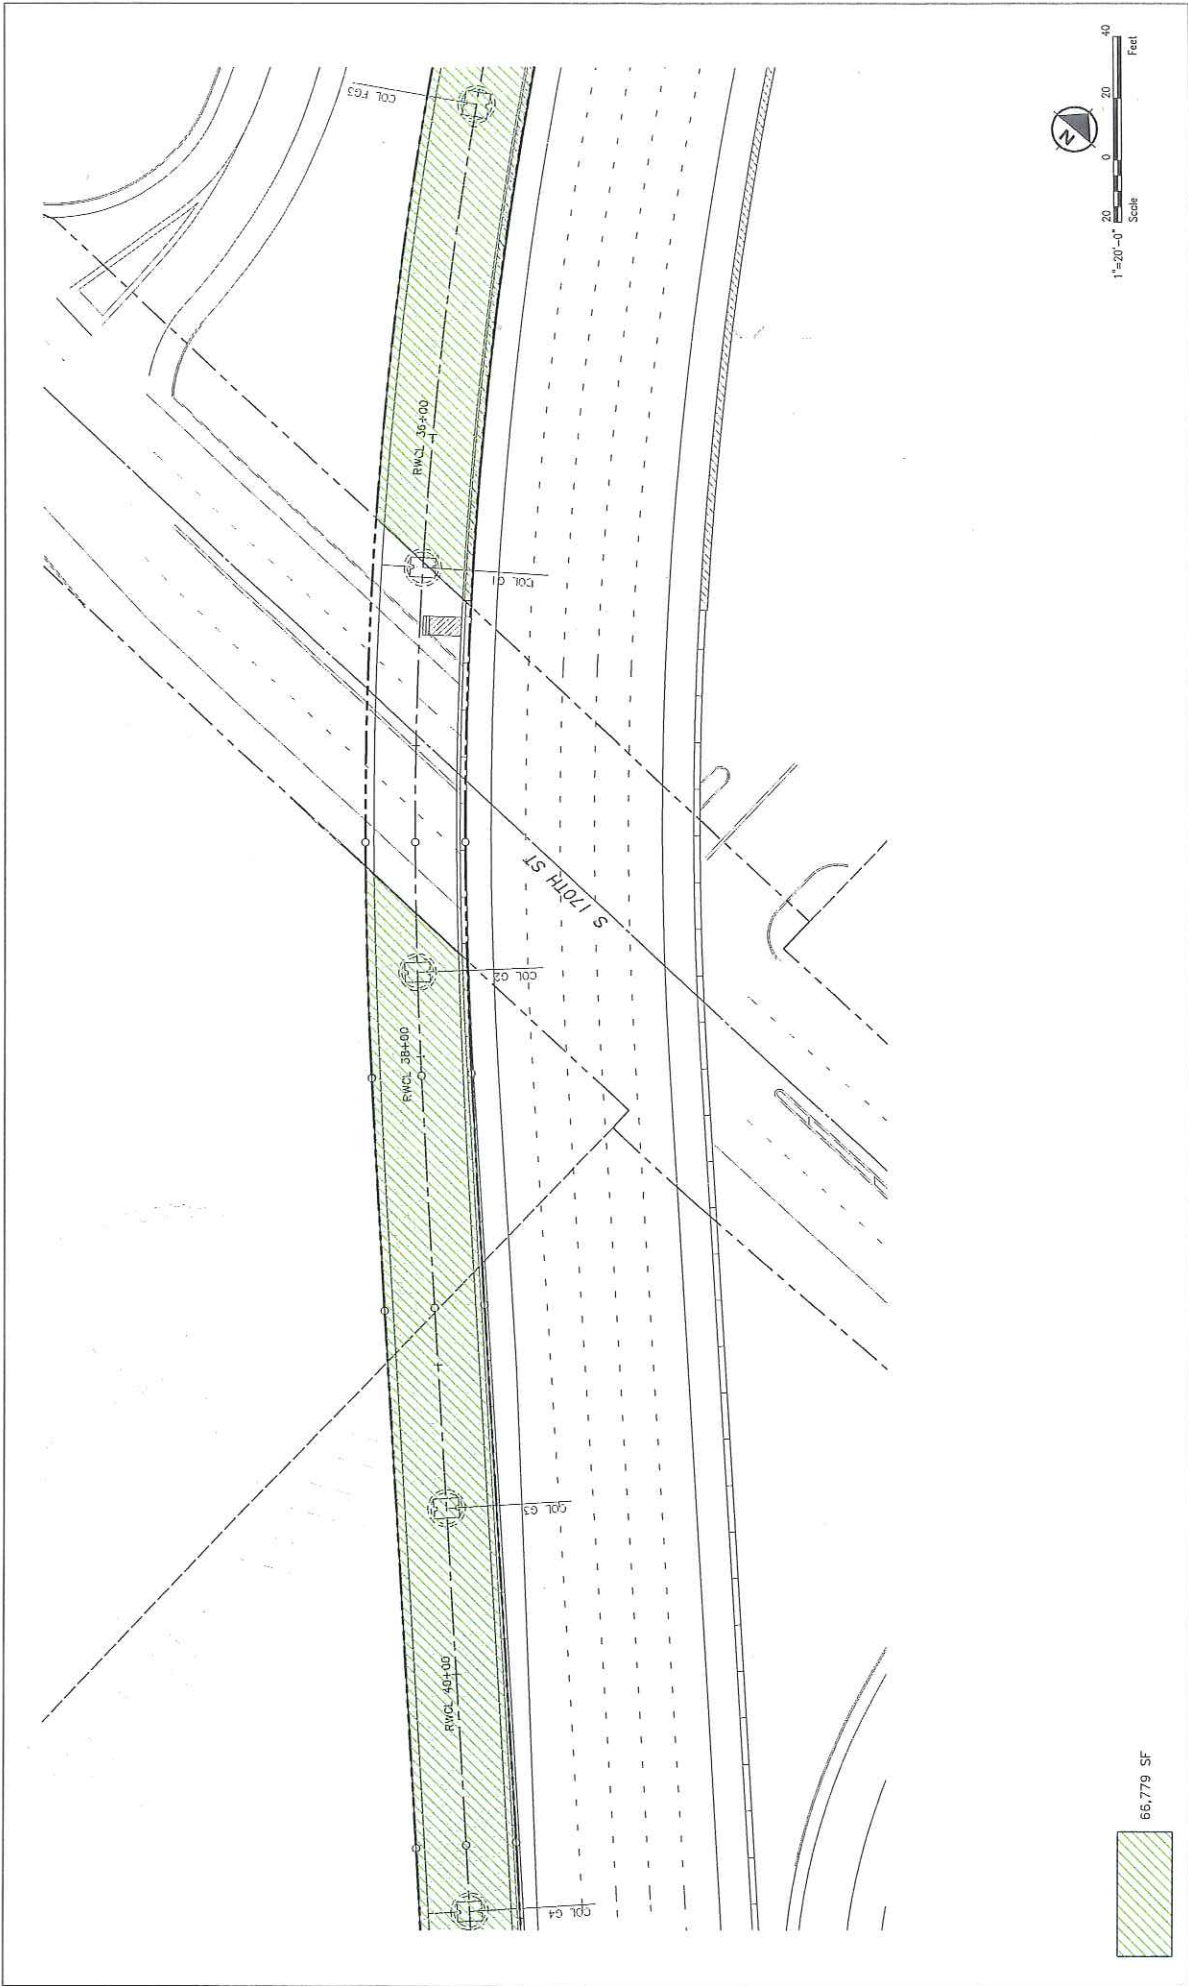 COL FG3
RWCL 36+00
COL G1
S 170TH ST
COL G2
RWCL 38+00
COL G3
RWCL 40+00
COL G4
N
20 0 20 40
1"=20'-0" Scale Feet
66,779 SF